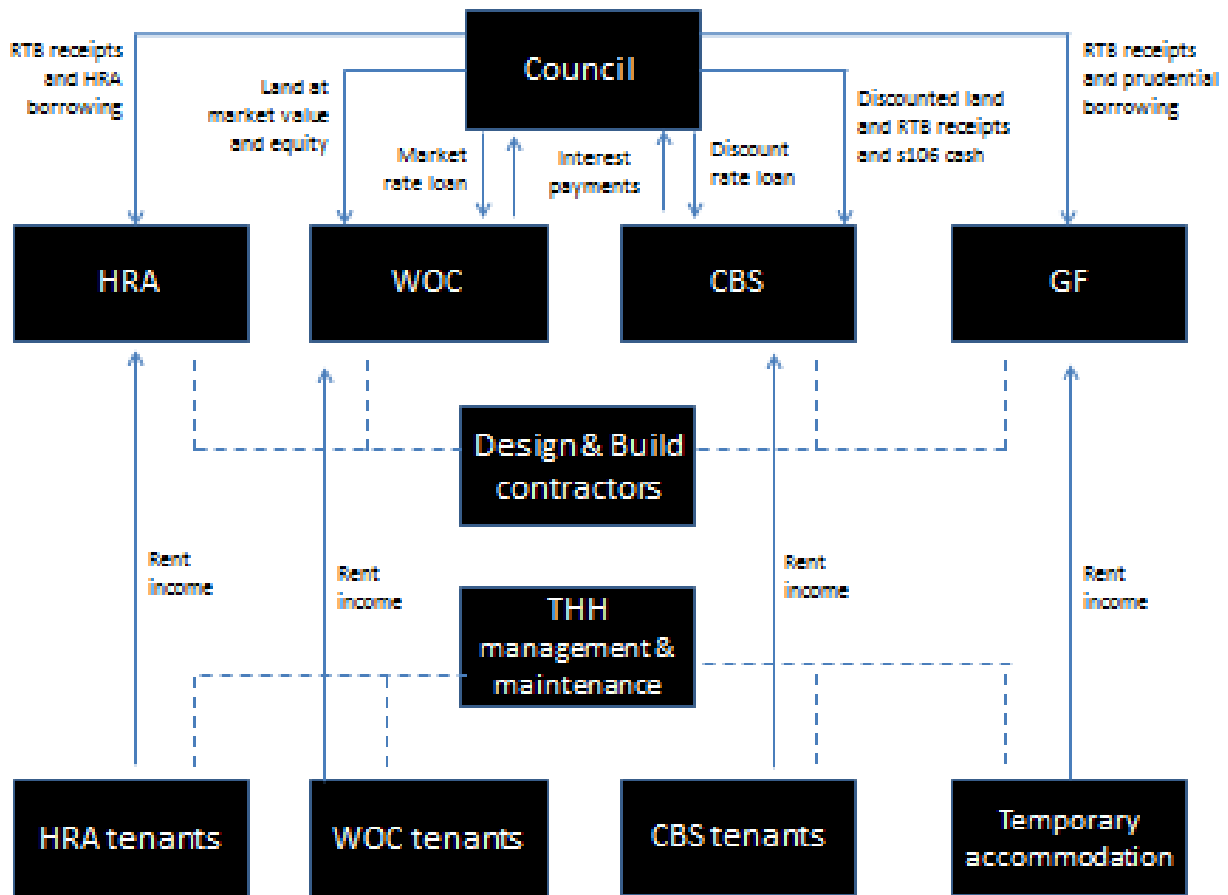 Council
RTB receipts
and HRA
borrowing
Land at
market value
and equity
Market
rate loan
Interest
payments
Discount
rate loan
Discounted land
and RTB receipts
and s106 cash
RTB receipts
and prudential
borrowing
HRA
WOC
CBS
GF
Design & Build
contractors
Rent
income
Rent
income
Rent
income
Rent
income
THH
management &
maintenance
HRA tenants
WOC tenants
CBS tenants
Temporary
accommodation